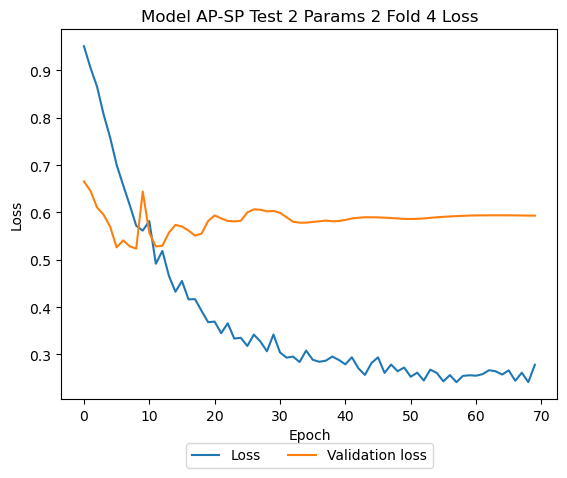 Model AP-SP Test 2 Params 2 Fold 4 Loss
Loss
0.9
0.8
0.7
0.6
0.5
0.4
0.3
0 10 20 30 40 50 60 70
Epoch
Loss Validation loss